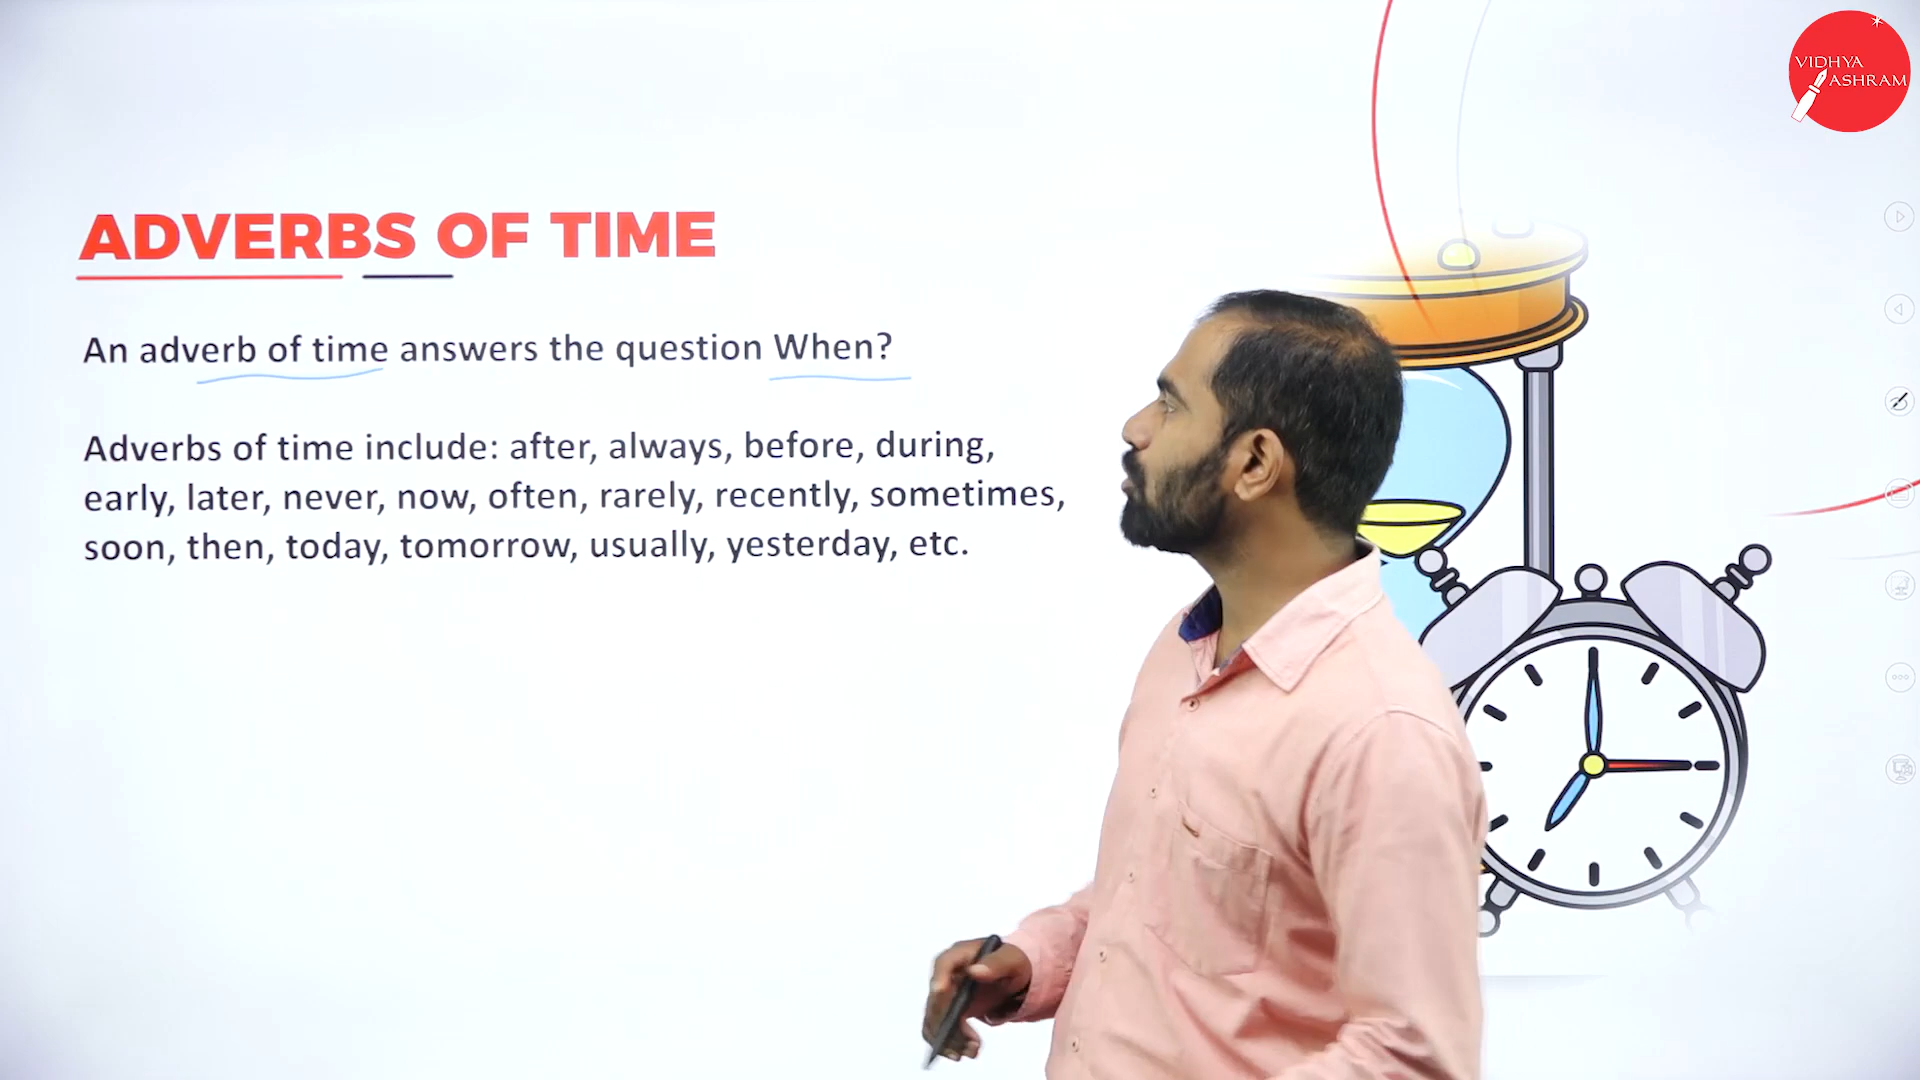 VIDHYA
ASHRAM
ADVERBS OF TIME
An adverb of time answers the question When?
Adverbs of time include: after, always, before, during,
early, later, never, now, often, rarely, recently, sometimes,
soon, then, today, tomorrow, usually, yesterday, etc.